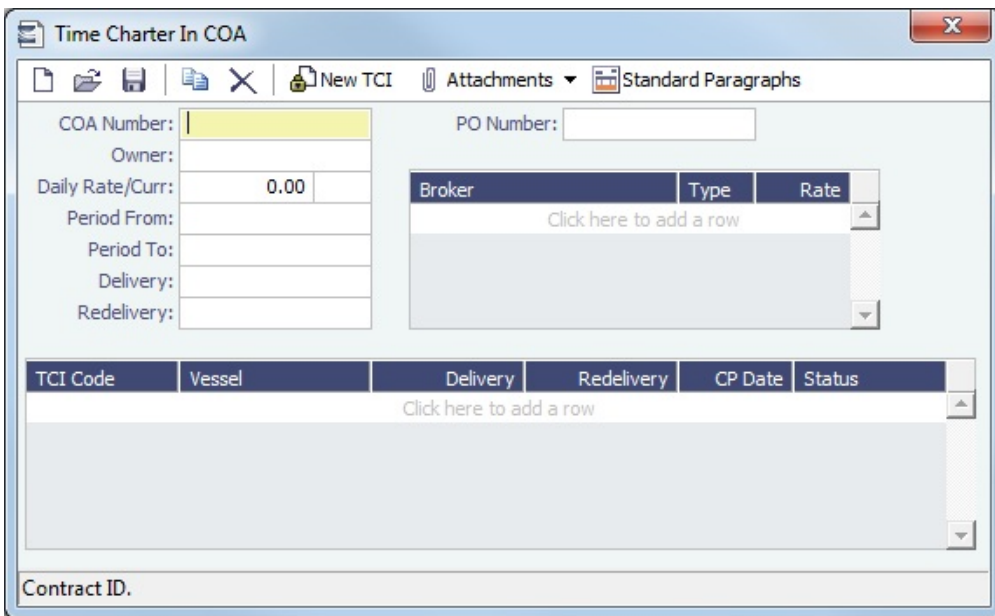 Time Charter In COA
New TCI Attachments Standard Paragraphs
COA Number: PO Number:
Owner:
Daily Rate/Curr: 0.00
Broker Type Rate
Period From:
Click here to add a row
Period To:
Delivery:
Redelivery:
TCI Code Vessel Delivery Redelivery CP Date Status
Click here to add a row
Contract ID.